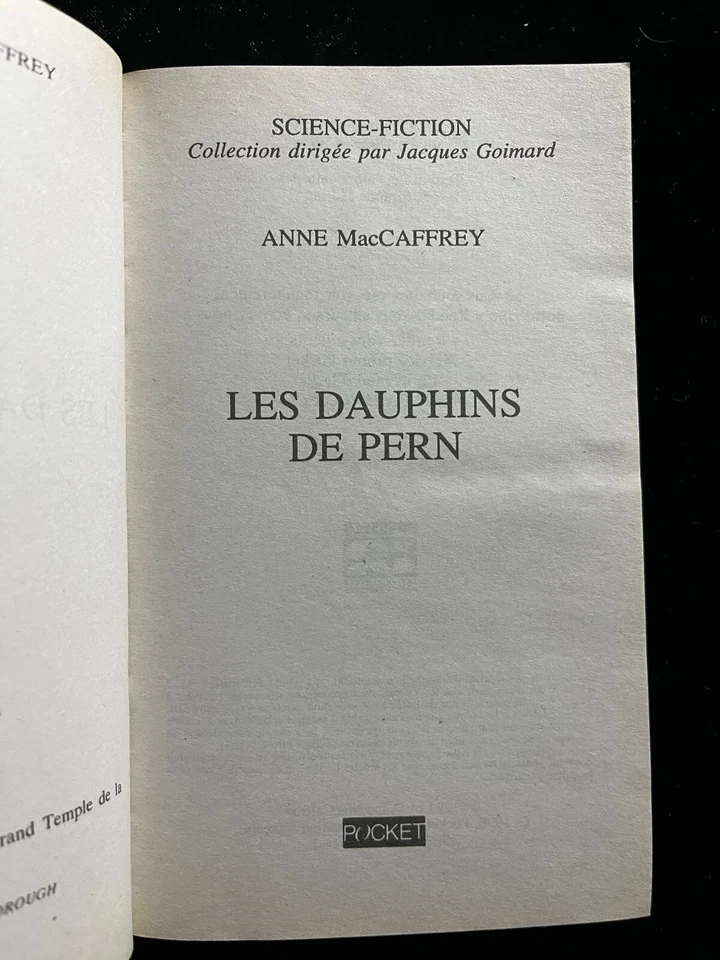 SCIENCE-FICTION
Collection dirigée par Jacques Goimard
ANNE MacCAFFREY
LES DAUPHINS
DE PERN
POCKET
FFREY
rand Temple de la
OROUGH